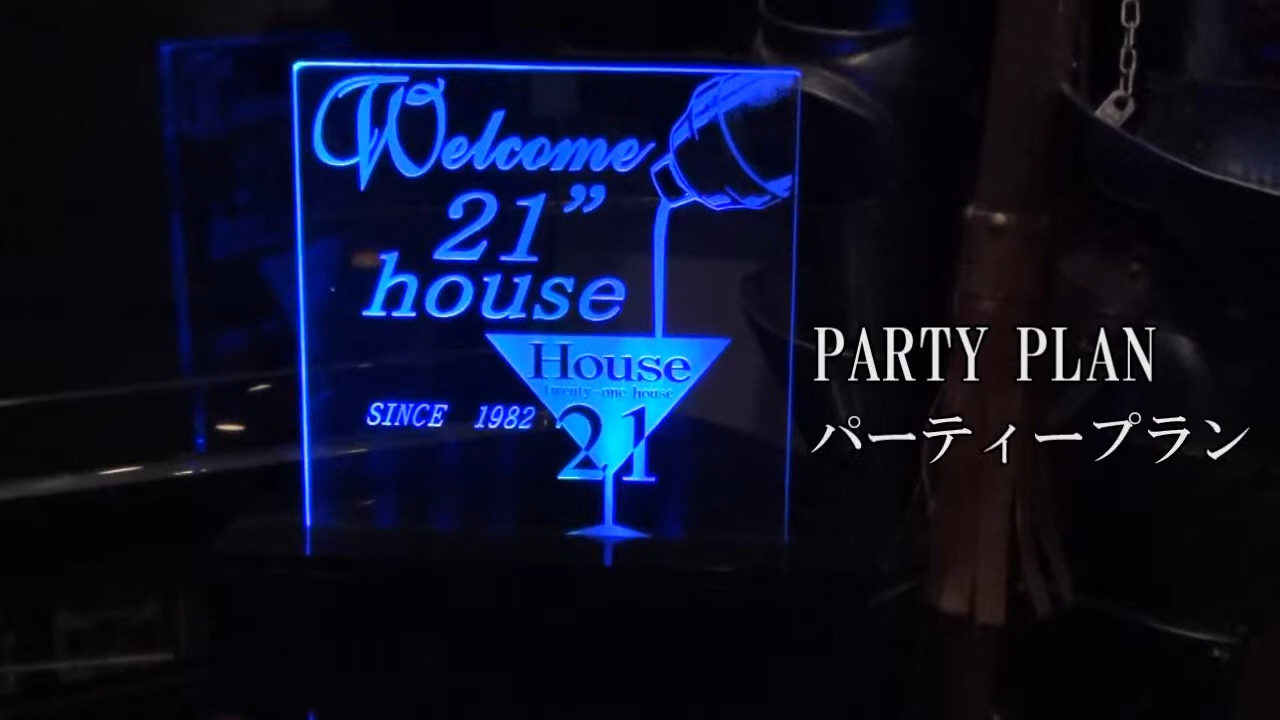 Welcome
21”
house
House
twenty-one house
SINCE 1982
21
PARTY PLAN
パーティープラン